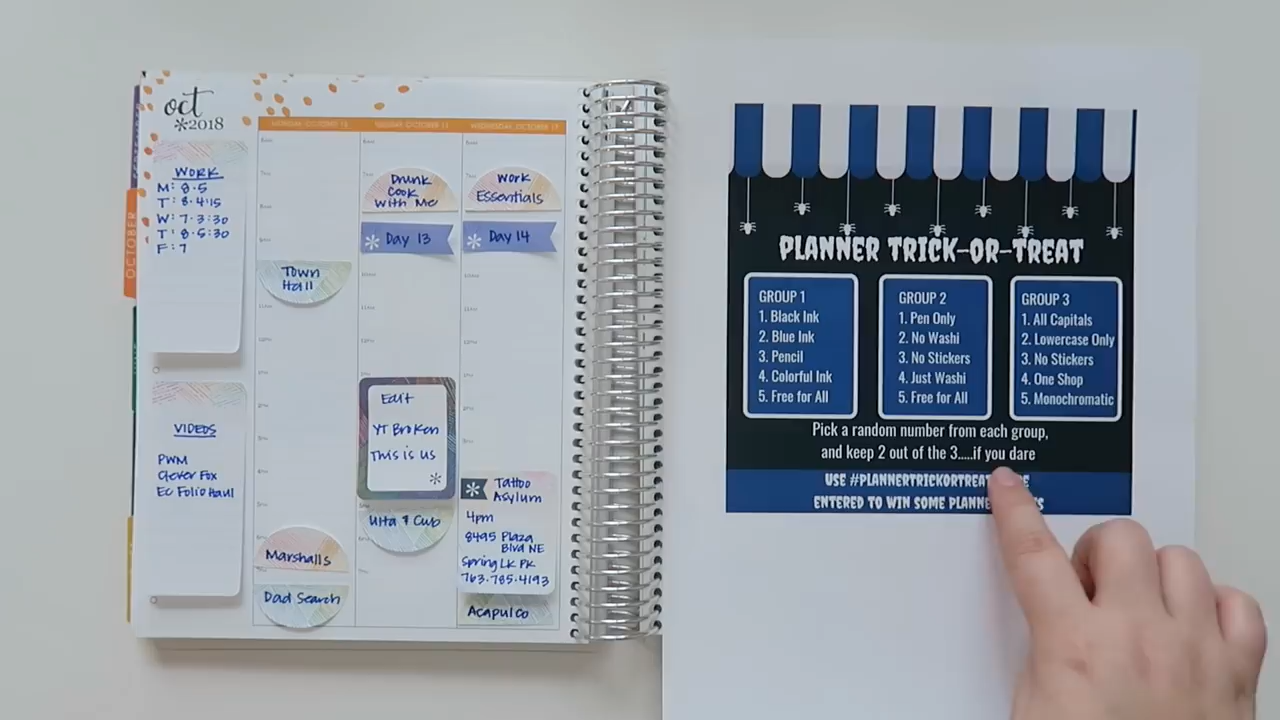 oct
*2018
WORK
M: 8-5
T: 8-4:15
W: 7-3:30
T: 8-5:30
F: 7
VIDEOS
PWM
Clever Fox
EC Folio Haul
OCTOBER
Town
Hall
Marshalls
Dad Search
Drunk
Cook
with Me
Day 13
Edit
YT Broken
This is us
Ulta & Cub
Work
Essentials
Day 14
Tattoo
Asylum
4pm
8495 Plaza
Blvd NE
Spring LK PK
763-785-4193
Acapulco
PLANNER TRICK-OR-TREAT
GROUP 1
1. Black Ink
2. Blue Ink
3. Pencil
4. Colorful Ink
5. Free for All
GROUP 2
1. Pen Only
2. No Washi
3. No Stickers
4. Just Washi
5. Free for All
GROUP 3
1. All Capitals
2. Lowercase Only
3. No Stickers
4. One Shop
5. Monochromatic
Pick a random number from each group,
and keep 2 out of the 3.....if you dare
USE #PLANNERTRICKORTREAT
ENTERED TO WIN SOME